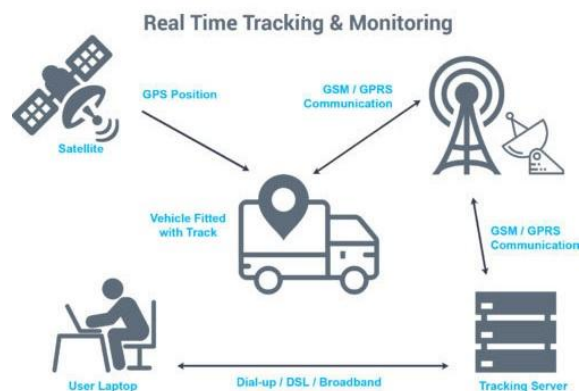 Real Time Tracking & Monitoring
GPS Position
GSM / GPRS
Communication
Satellite
Vehicle Fitted
with Track
GSM / GPRS
Communication
User Laptop
Dial-up / DSL / Broadband
Tracking Server